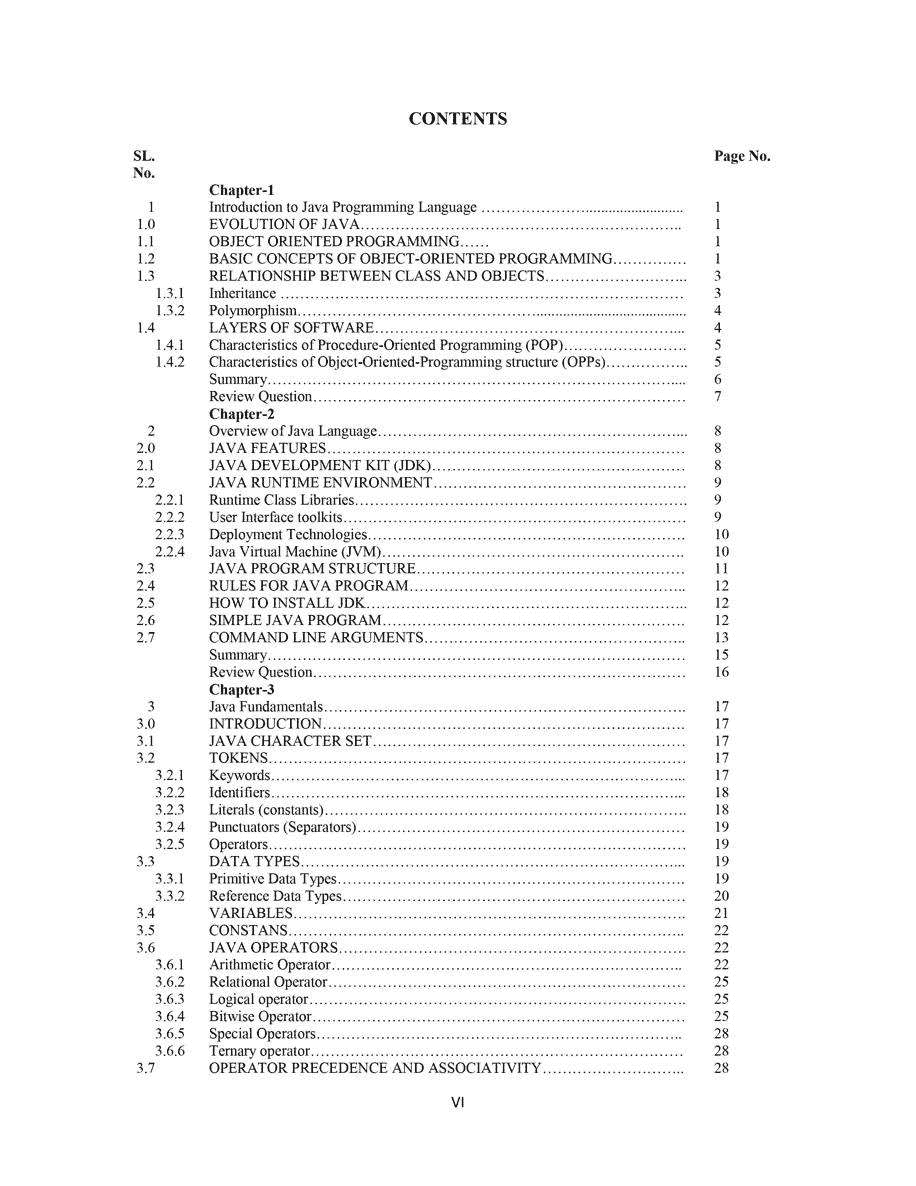 CONTENTS
SL. Page No.
No.
Chapter-1
1 Introduction to Java Programming Language …………………......................... 1
1.0 EVOLUTION OF JAVA……………………………………………………….. 1
1.1 OBJECT ORIENTED PROGRAMMING…… 1
1.2 BASIC CONCEPTS OF OBJECT-ORIENTED PROGRAMMING…………… 1
1.3 RELATIONSHIP BETWEEN CLASS AND OBJECTS………………………... 3
1.3.1 Inheritance ……………………………………………………………………… 3
1.3.2 Polymorphism…………………………………………...................................... 4
1.4 LAYERS OF SOFTWARE……………………………………………………... 4
1.4.1 Characteristics of Procedure-Oriented Programming (POP)……………………. 5
1.4.2 Characteristics of Object-Oriented-Programming structure (OPPs)…………….. 5
Summary……………………………………………………………………….... 6
Review Question………………………………………………………………… 7
Chapter-2
2 Overview of Java Language……………………………………………………... 8
2.0 JAVA FEATURES……………………………………………………………… 8
2.1 JAVA DEVELOPMENT KIT (JDK)…………………………………………… 8
2.2 JAVA RUNTIME ENVIRONMENT…………………………………………… 9
2.2.1 Runtime Class Libraries…………………………………………………………. 9
2.2.2 User Interface toolkits…………………………………………………………… 9
2.2.3 Deployment Technologies………………………………………………………. 10
2.2.4 Java Virtual Machine (JVM)……………………………………………………. 10
2.3 JAVA PROGRAM STRUCTURE……………………………………………… 11
2.4 RULES FOR JAVA PROGRAM……………………………………………….. 12
2.5 HOW TO INSTALL JDK……………………………………………………….. 12
2.6 SIMPLE JAVA PROGRAM……………………………………………………. 12
2.7 COMMAND LINE ARGUMENTS…………………………………………….. 13
Summary………………………………………………………………………… 15
Review Question………………………………………………………………… 16
Chapter-3
3 Java Fundamentals………………………………………………………………. 17
3.0 INTRODUCTION………………………………………………………………. 17
3.1 JAVA CHARACTER SET……………………………………………………… 17
3.2 TOKENS………………………………………………………………………… 17
3.2.1 Keywords………………………………………………………………………... 17
3.2.2 Identifiers………………………………………………………………………... 18
3.2.3 Literals (constants)………………………………………………………………. 18
3.2.4 Punctuators (Separators)………………………………………………………… 19
3.2.5 Operators………………………………………………………………………… 19
3.3 DATA TYPES…………………………………………………………………... 19
3.3.1 Primitive Data Types……………………………………………………………. 19
3.3.2 Reference Data Types…………………………………………………………… 20
3.4 VARIABLES……………………………………………………………………. 21
3.5 CONSTANS…………………………………………………………………….. 22
3.6 JAVA OPERATORS……………………………………………………………. 22
3.6.1 Arithmetic Operator…………………………………………………………….. 22
3.6.2 Relational Operator……………………………………………………………… 25
3.6.3 Logical operator…………………………………………………………………. 25
3.6.4 Bitwise Operator………………………………………………………………… 25
3.6.5 Special Operators……………………………………………………………….. 28
3.6.6 Ternary operator………………………………………………………………… 28
3.7 OPERATOR PRECEDENCE AND ASSOCIATIVITY……………………….. 28
VI